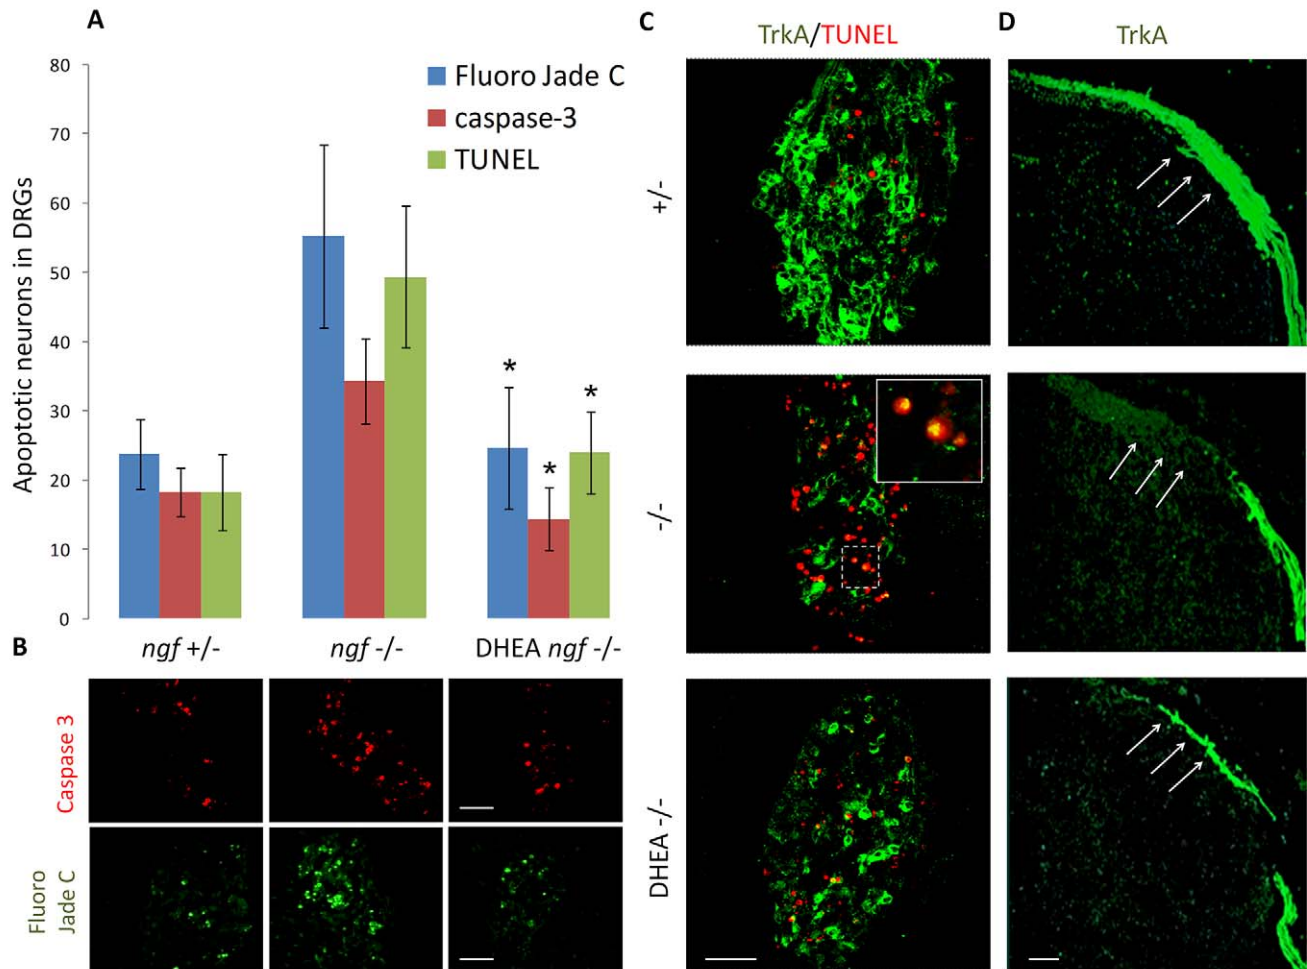 A
Apoptotic neurons in DRGs
80
70
60
50
40
30
20
10
0
Fluoro Jade C
caspase-3
TUNEL
*
*
*
ngf +/-
ngf -/-
DHEA ngf -/-
B
Caspase 3
Fluoro
Jade C
C
TrkA/TUNEL
+/-
-/-
DHEA -/-
D
TrkA